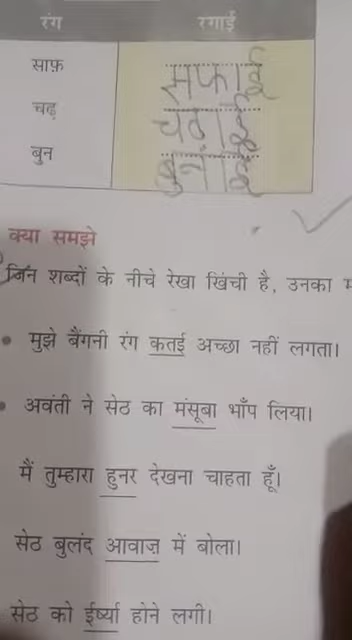 रंग रंगाई
साफ़ सफाई
चढ़ चढ़ाई
बुन बुनाई
क्या समझे
जिन शब्दों के नीचे रेखा खिंची है, उनका
• मुझे बैंगनी रंग कतई अच्छा नहीं लगता।
• अवंती ने सेठ का मंसूबा भाँप लिया।
मैं तुम्हारा हुनर देखना चाहता हूँ।
सेठ बुलंद आवाज़ में बोला।
सेठ को ईर्ष्या होने लगी।